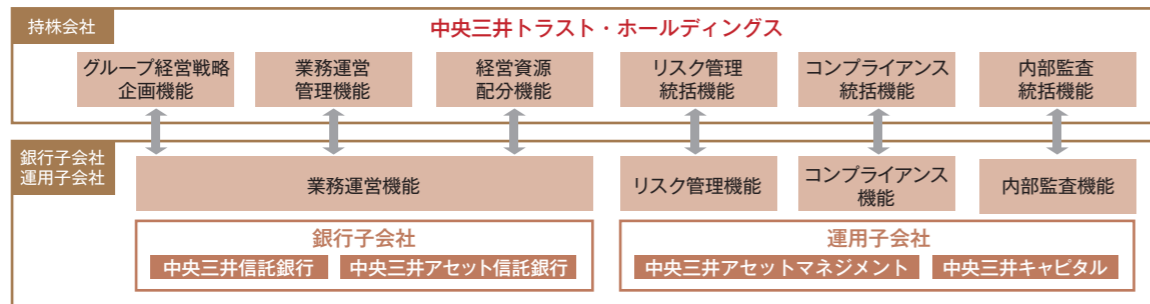 持株会社
中央三井トラスト・ホールディングス
グループ経営戦略
企画機能
業務運営
管理機能
経営資源
配分機能
リスク管理
統括機能
コンプライアンス
統括機能
内部監査
統括機能
銀行子会社
運用子会社
業務運営機能
リスク管理機能
コンプライアンス
機能
内部監査機能
銀行子会社
中央三井信託銀行
中央三井アセット信託銀行
運用子会社
中央三井アセットマネジメント
中央三井キャピタル